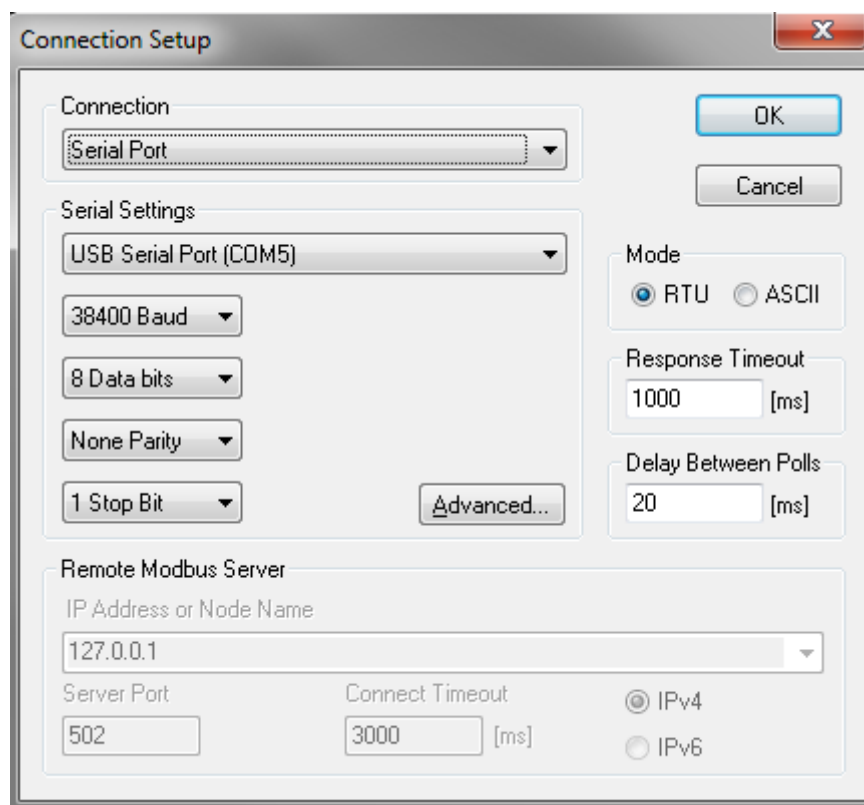 Connection Setup
Connection
OK
Serial Port
Cancel
Serial Settings
USB Serial Port (COM5)
Mode
RTU
ASCII
38400 Baud
Response Timeout
8 Data bits
1000 [ms]
None Parity
Delay Between Polls
1 Stop Bit
Advanced...
20 [ms]
Remote Modbus Server
IP Address or Node Name
127.0.0.1
Server Port
Connect Timeout
IPv4
502
3000 [ms]
IPv6